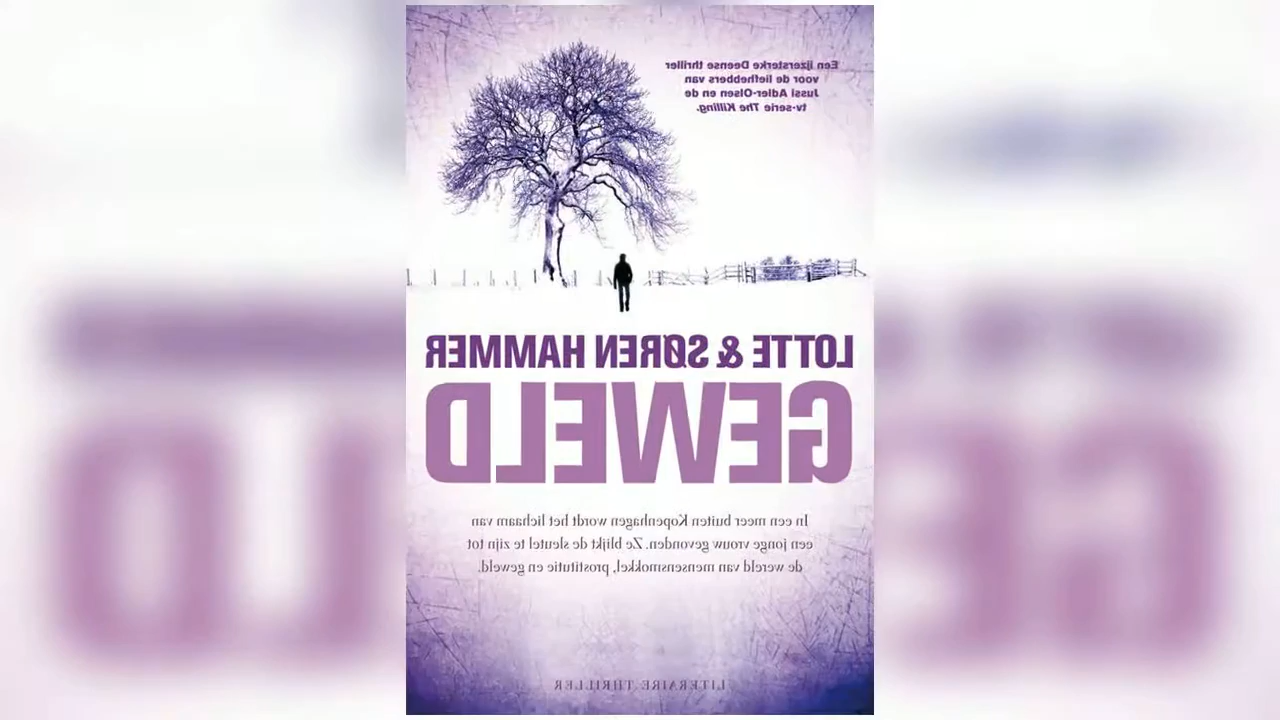 Een ijzersterke Deense thriller
voor de liefhebbers van
Jussi Adler-Olsen en de
tv-serie The Killing.
LOTTE & SØREN HAMMER
GEWELD
In een meer buiten Kopenhagen wordt het lichaam van
een jonge vrouw gevonden. Ze blijkt de sleutel te zijn tot
de wereld van mensensmokkel, prostitutie en geweld.
LITERAIRE THRILLER